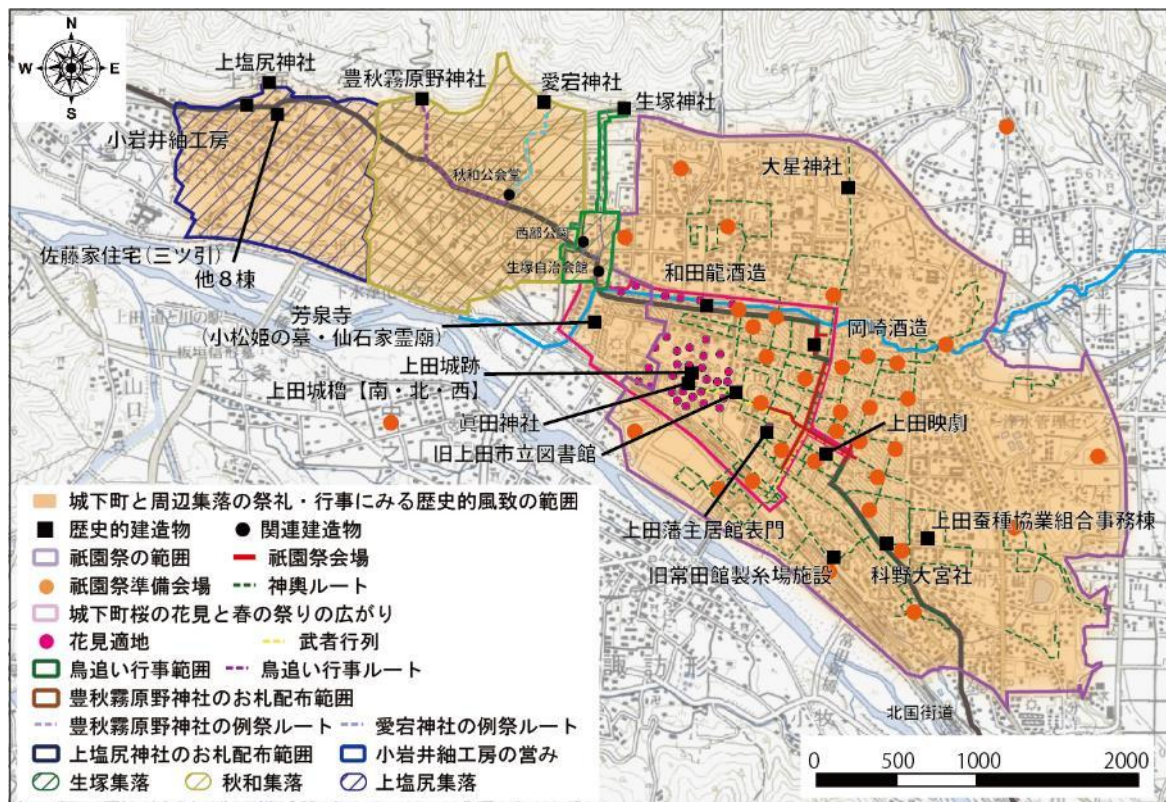 N
W
E
S
上塩尻神社
豊秋霧原野神社
愛宕神社
生塚神社
小岩井紬工房
大星神社
秋和公会堂
西部公園
生塚自治会館
佐藤家住宅(三ツ引)
他8棟
和田龍酒造
芳泉寺
(小松姫の墓・仙石家霊廟)
岡崎酒造
上田城跡
上田城櫓【南・北・西】
眞田神社
旧上田市立図書館
上田映劇
上田藩主居館表門
上田蚕種協業組合事務棟
旧常田館製糸場施設
科野大宮社
北国街道
諏訪形
小牧
山口
下之条
城下町と周辺集落の祭礼・行事にみる歴史的風致の範囲
歴史的建造物
関連建造物
祇園祭の範囲
祇園祭会場
祇園祭準備会場
神輿ルート
城下町桜の花見と春の祭りの広がり
花見適地
武者行列
鳥追い行事範囲
鳥追い行事ルート
豊秋霧原野神社のお札配布範囲
豊秋霧原野神社の例祭ルート
愛宕神社の例祭ルート
上塩尻神社のお札配布範囲
小岩井紬工房の営み
生塚集落
秋和集落
上塩尻集落
0
500
1000
2000